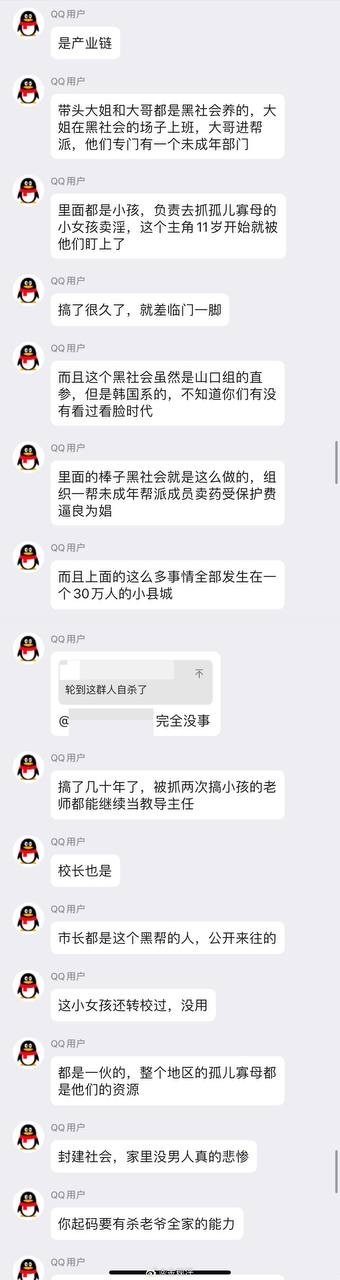 QQ用户
是产业链
QQ用户
带头大姐和大哥都是黑社会养的，大
姐在黑社会的场子上班，大哥进帮
派，他们专门有一个未成年部门
QQ用户
里面都是小孩，负责去抓孤儿寡母的
小女孩卖淫，这个主角11岁开始就被
他们盯上了
QQ用户
搞了很久了，就差临门一脚
QQ用户
而且这个黑社会虽然是山口组的直
参，但是韩国系的，不知道你们有没
有看过看脸时代
QQ用户
里面的棒子黑社会就是这么做的，组
织一帮未成年帮派成员卖药受保护费
逼良为娼
QQ用户
而且上面的这么多事情全部发生在一
个30万人的小县城
QQ用户
轮到这群人自杀了
@ 完全没事
QQ用户
搞了几十年了，被抓两次搞小孩的老
师都能继续当教导主任
QQ用户
校长也是
QQ用户
市长都是这个黑帮的人，公开来往的
QQ用户
这小女孩还转校过，没用
QQ用户
都是一伙的，整个地区的孤儿寡母都
是他们的资源
QQ用户
封建社会，家里没男人真的悲惨
QQ用户
你起码要有杀老爷全家的能力
QQ用户